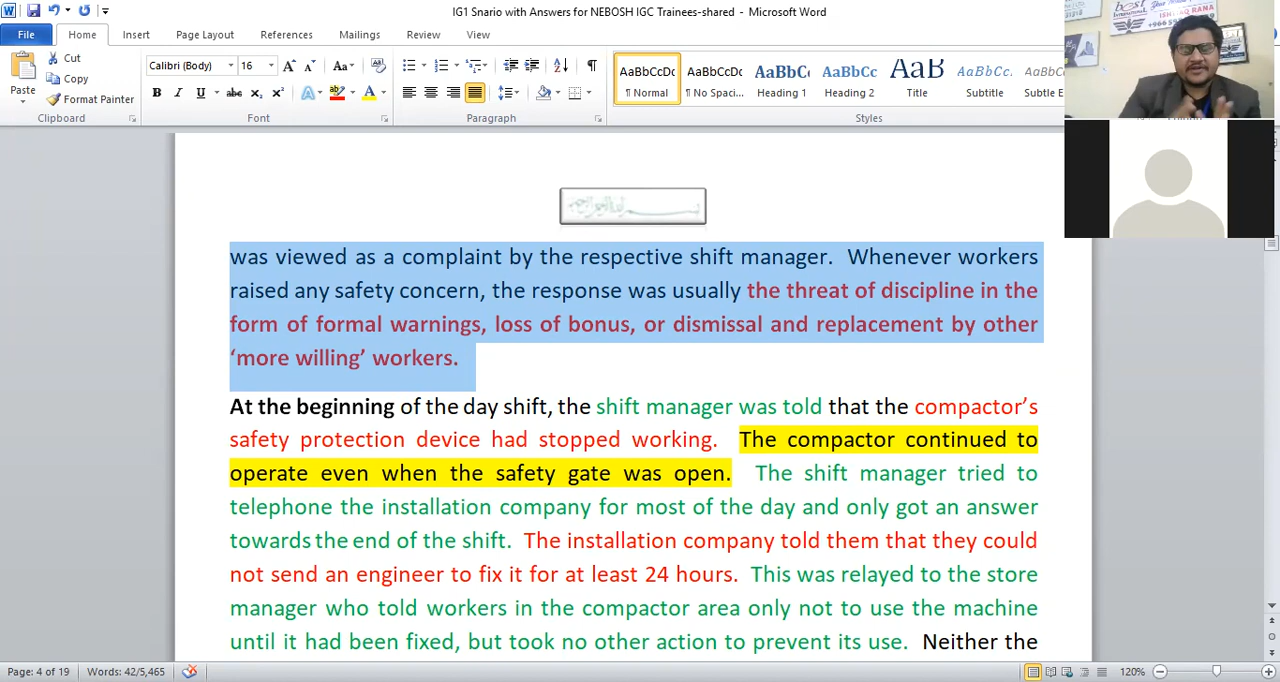 IG1 Snario with Answers for NEBOSH IGC Trainees-shared - Microsoft Word
File Home Insert Page Layout References Mailings Review View
Cut
Copy
Format Painter
Paste
Clipboard
Calibri (Body) 16
Font
Paragraph
AaBbCcDc AaBbCcDc AaBbCc AaBbCc AaB AaBbCc. AaBbCc
¶ Normal ¶ No Spaci... Heading 1 Heading 2 Title Subtitle Subtle Em
Styles
best
International
ISHTIAQ RANA
+966
بسم الله الرحمن الرحيم
was viewed as a complaint by the respective shift manager. Whenever workers
raised any safety concern, the response was usually the threat of discipline in the
form of formal warnings, loss of bonus, or dismissal and replacement by other
‘more willing’ workers.
At the beginning of the day shift, the shift manager was told that the compactor’s
safety protection device had stopped working. The compactor continued to
operate even when the safety gate was open. The shift manager tried to
telephone the installation company for most of the day and only got an answer
towards the end of the shift. The installation company told them that they could
not send an engineer to fix it for at least 24 hours. This was relayed to the store
manager who told workers in the compactor area only not to use the machine
until it had been fixed, but took no other action to prevent its use. Neither the
Page: 4 of 19 Words: 42/5,465 120%